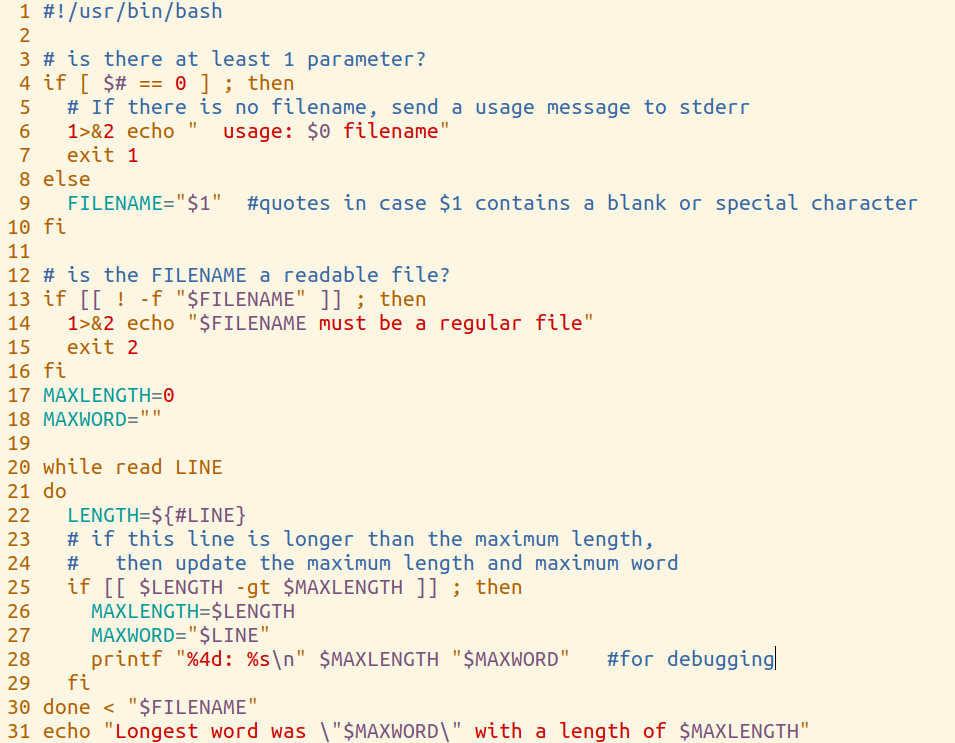 1 #!/usr/bin/bash
2
3 # is there at least 1 parameter?
4 if [ $# == 0 ] ; then
5   # If there is no filename, send a usage message to stderr
6   1>&2 echo "  usage: $0 filename"
7   exit 1
8 else
9   FILENAME="$1"  #quotes in case $1 contains a blank or special character
10 fi
11
12 # is the FILENAME a readable file?
13 if [[ ! -f "$FILENAME" ]] ; then
14   1>&2 echo "$FILENAME must be a regular file"
15   exit 2
16 fi
17 MAXLENGTH=0
18 MAXWORD=""
19
20 while read LINE
21 do
22   LENGTH=${#LINE}
23   # if this line is longer than the maximum length,
24   #   then update the maximum length and maximum word
25   if [[ $LENGTH -gt $MAXLENGTH ]] ; then
26     MAXLENGTH=$LENGTH
27     MAXWORD="$LINE"
28     printf "%4d: %s\n" $MAXLENGTH "$MAXWORD"   #for debugging
29   fi
30 done < "$FILENAME"
31 echo "Longest word was \"$MAXWORD\" with a length of $MAXLENGTH"